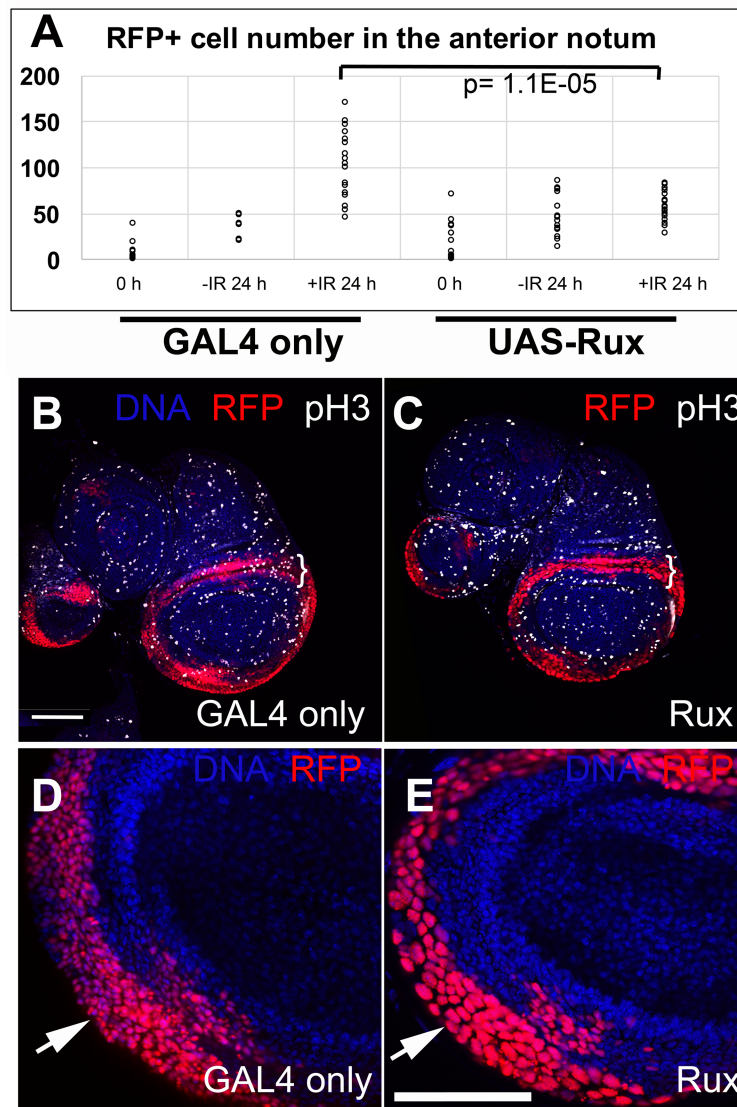 A
RFP+ cell number in the anterior notum
p= 1.1E-05
200
150
100
50
0
0 h -IR 24 h +IR 24 h 0 h -IR 24 h +IR 24 h
GAL4 only UAS-Rux
B DNA RFP pH3
}
GAL4 only
C RFP pH3
}
Rux
D DNA RFP
GAL4 only
E DNA RFP
Rux